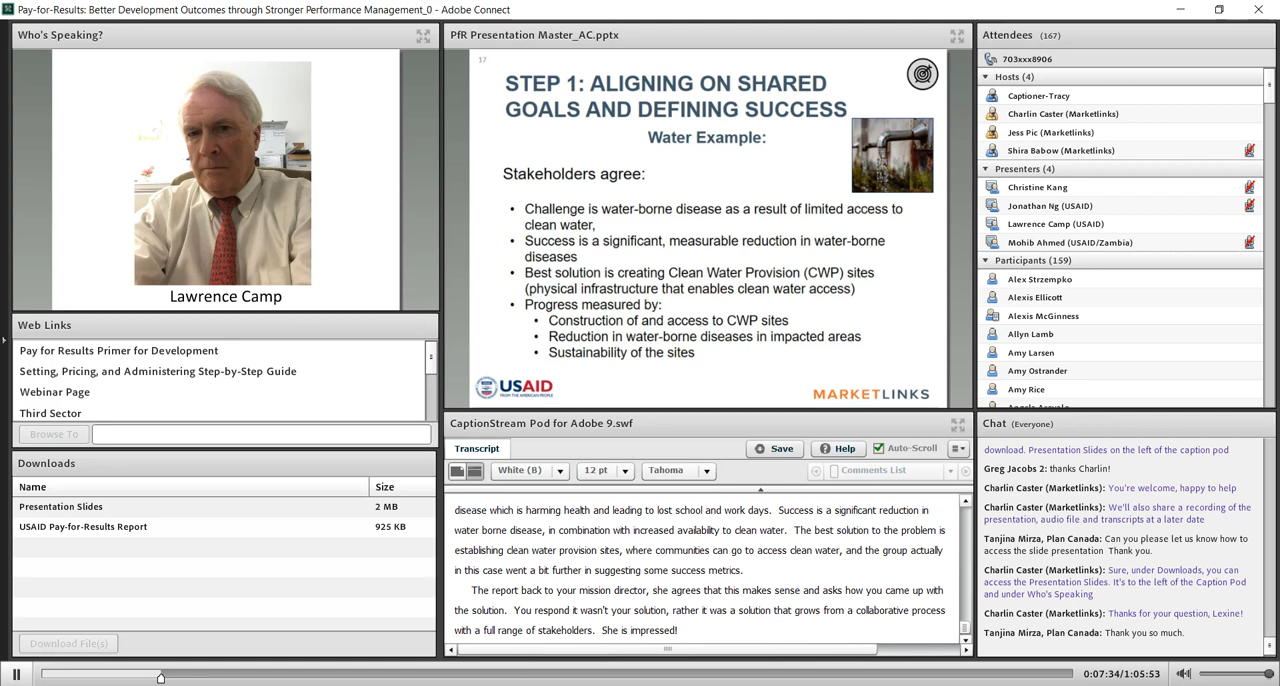 Pay-for-Results: Better Development Outcomes through Stronger Performance Management_0 - Adobe Connect
Who's Speaking?
Lawrence Camp
Web Links
Pay for Results Primer for Development
Setting, Pricing, and Administering Step-by-Step Guide
Webinar Page
Third Sector
Browse To
Downloads
Name Size
Presentation Slides 2 MB
USAID Pay-for-Results Report 925 KB
Download File(s)
PfR Presentation Master_AC.pptx
17
STEP 1: ALIGNING ON SHARED
GOALS AND DEFINING SUCCESS
Water Example:
Stakeholders agree:
• Challenge is water-borne disease as a result of limited access to
clean water,
• Success is a significant, measurable reduction in water-borne
diseases
• Best solution is creating Clean Water Provision (CWP) sites
(physical infrastructure that enables clean water access)
• Progress measured by:
• Construction of and access to CWP sites
• Reduction in water-borne diseases in impacted areas
• Sustainability of the sites
USAID
FROM THE AMERICAN PEOPLE
MARKETLINKS
CaptionStream Pod for Adobe 9.swf
Transcript Save Help Auto-Scroll
White (B) 12 pt Tahoma Comments List
disease which is harming health and leading to lost school and work days. Success is a significant reduction in
water borne disease, in combination with increased availability to clean water. The best solution to the problem is
establishing clean water provision sites, where communities can go to access clean water, and the group actually
in this case went a bit further in suggesting some success metrics.
The report back to your mission director, she agrees that this makes sense and asks how you came up with
the solution. You respond it wasn't your solution, rather it was a solution that grows from a collaborative process
with a full range of stakeholders. She is impressed!
Attendees (167)
703xxx8906
Hosts (4)
Captioner-Tracy
Charlin Caster (Marketlinks)
Jess Pic (Marketlinks)
Shira Babow (Marketlinks)
Presenters (4)
Christine Kang
Jonathan Ng (USAID)
Lawrence Camp (USAID)
Mohib Ahmed (USAID/Zambia)
Participants (159)
Alex Strzempko
Alexis Ellicott
Alexis McGinness
Allyn Lamb
Amy Larsen
Amy Ostrander
Amy Rice
Chat (Everyone)
download. Presentation Slides on the left of the caption pod
Greg Jacobs 2: thanks Charlin!
Charlin Caster (Marketlinks): You're welcome, happy to help
Charlin Caster (Marketlinks): We'll also share a recording of the
presentation, audio file and transcripts at a later date
Tanjina Mirza, Plan Canada: Can you please let us know how to
access the slide presentation Thank you.
Charlin Caster (Marketlinks): Sure, under Downloads, you can
access the Presentation Slides. It's to the left of the Caption Pod
and under Who's Speaking
Charlin Caster (Marketlinks): Thanks for your question, Lexine!
Tanjina Mirza, Plan Canada: Thank you so much.
0:07:34/1:05:53